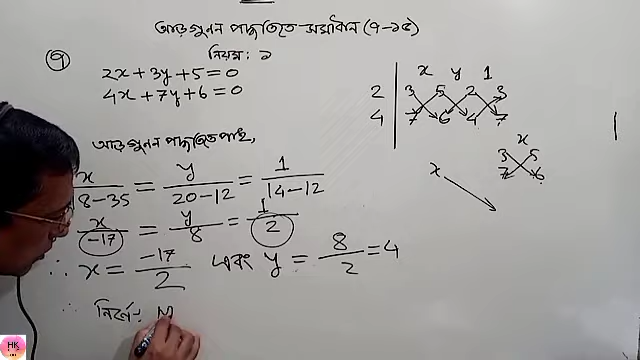 আড়গুনন পদ্ধতিতে সমাধান (৭-১৫)
নিয়ম: ১
৭
2x + 3y + 5 = 0
4x + 7y + 6 = 0
আড়গুনন পদ্ধতিতে পাই,
x/(18-35) = y/(20-12) = 1/(14-12)
x/-17 = y/8 = 1/2
∴ x = -17/2 এবং y = 8/2 = 4
∴ নির্ণে:
x y 1
2 | 3 5 2 3
4 | 7 6 4 7
x
3 5
7 6
x
HK